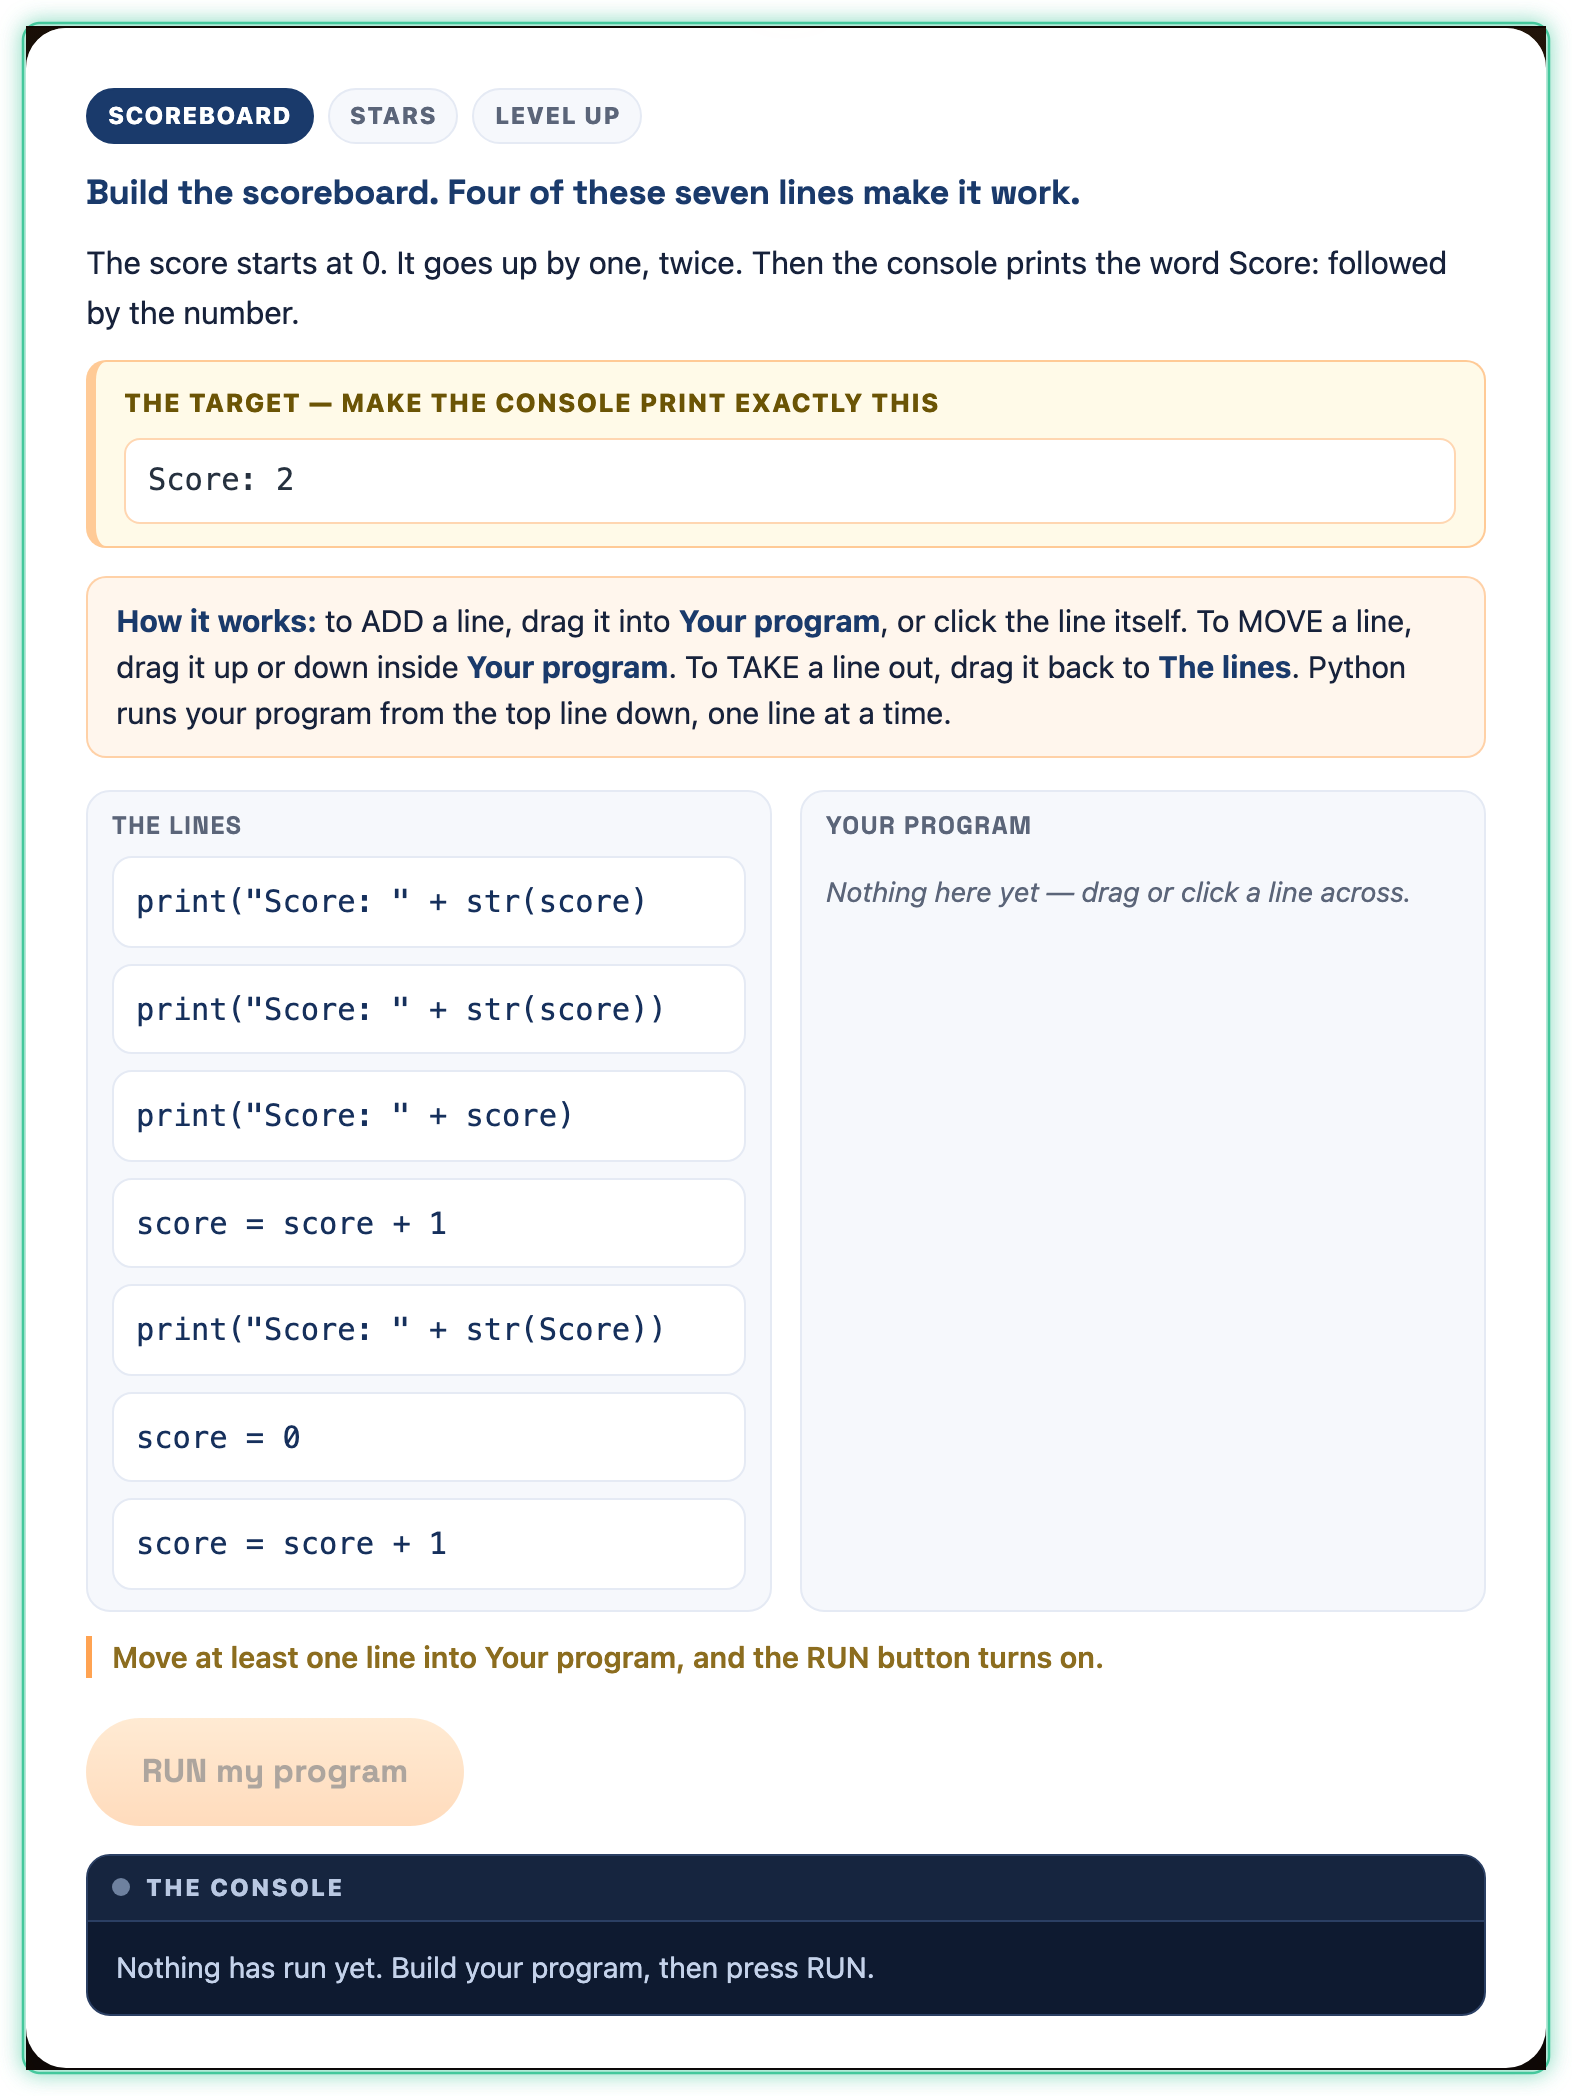 SCOREBOARD STARS LEVEL UP
Build the scoreboard. Four of these seven lines make it work.
The score starts at 0. It goes up by one, twice. Then the console prints the word Score: followed
by the number.
THE TARGET — MAKE THE CONSOLE PRINT EXACTLY THIS
Score: 2
How it works: to ADD a line, drag it into Your program, or click the line itself. To MOVE a line,
drag it up or down inside Your program. To TAKE a line out, drag it back to The lines. Python
runs your program from the top line down, one line at a time.
THE LINES
print("Score: " + str(score)
print("Score: " + str(score))
print("Score: " + score)
score = score + 1
print("Score: " + str(Score))
score = 0
score = score + 1
YOUR PROGRAM
Nothing here yet — drag or click a line across.
Move at least one line into Your program, and the RUN button turns on.
RUN my program
THE CONSOLE
Nothing has run yet. Build your program, then press RUN.